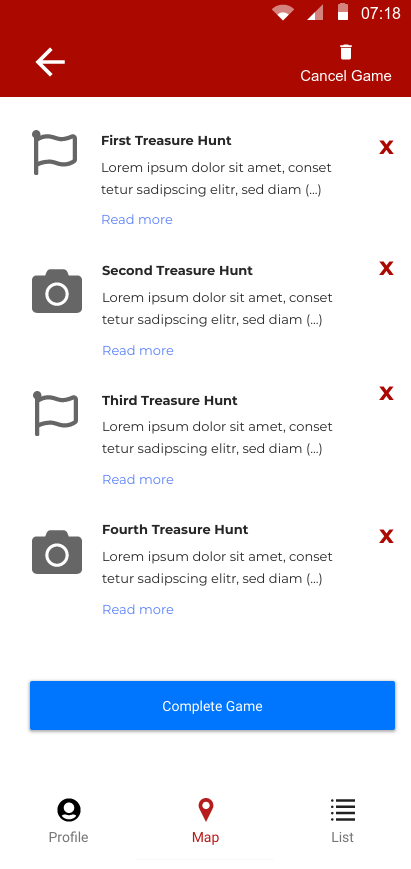 07:18
Cancel Game
First Treasure Hunt
x
Lorem ipsum dolor sit amet, conset
tetur sadipscing elitr, sed diam (...)
Read more
Second Treasure Hunt
x
Lorem ipsum dolor sit amet, conset
tetur sadipscing elitr, sed diam (...)
Read more
Third Treasure Hunt
x
Lorem ipsum dolor sit amet, conset
tetur sadipscing elitr, sed diam (...)
Read more
Fourth Treasure Hunt
x
Lorem ipsum dolor sit amet, conset
tetur sadipscing elitr, sed diam (...)
Read more
Complete Game
Profile
Map
List